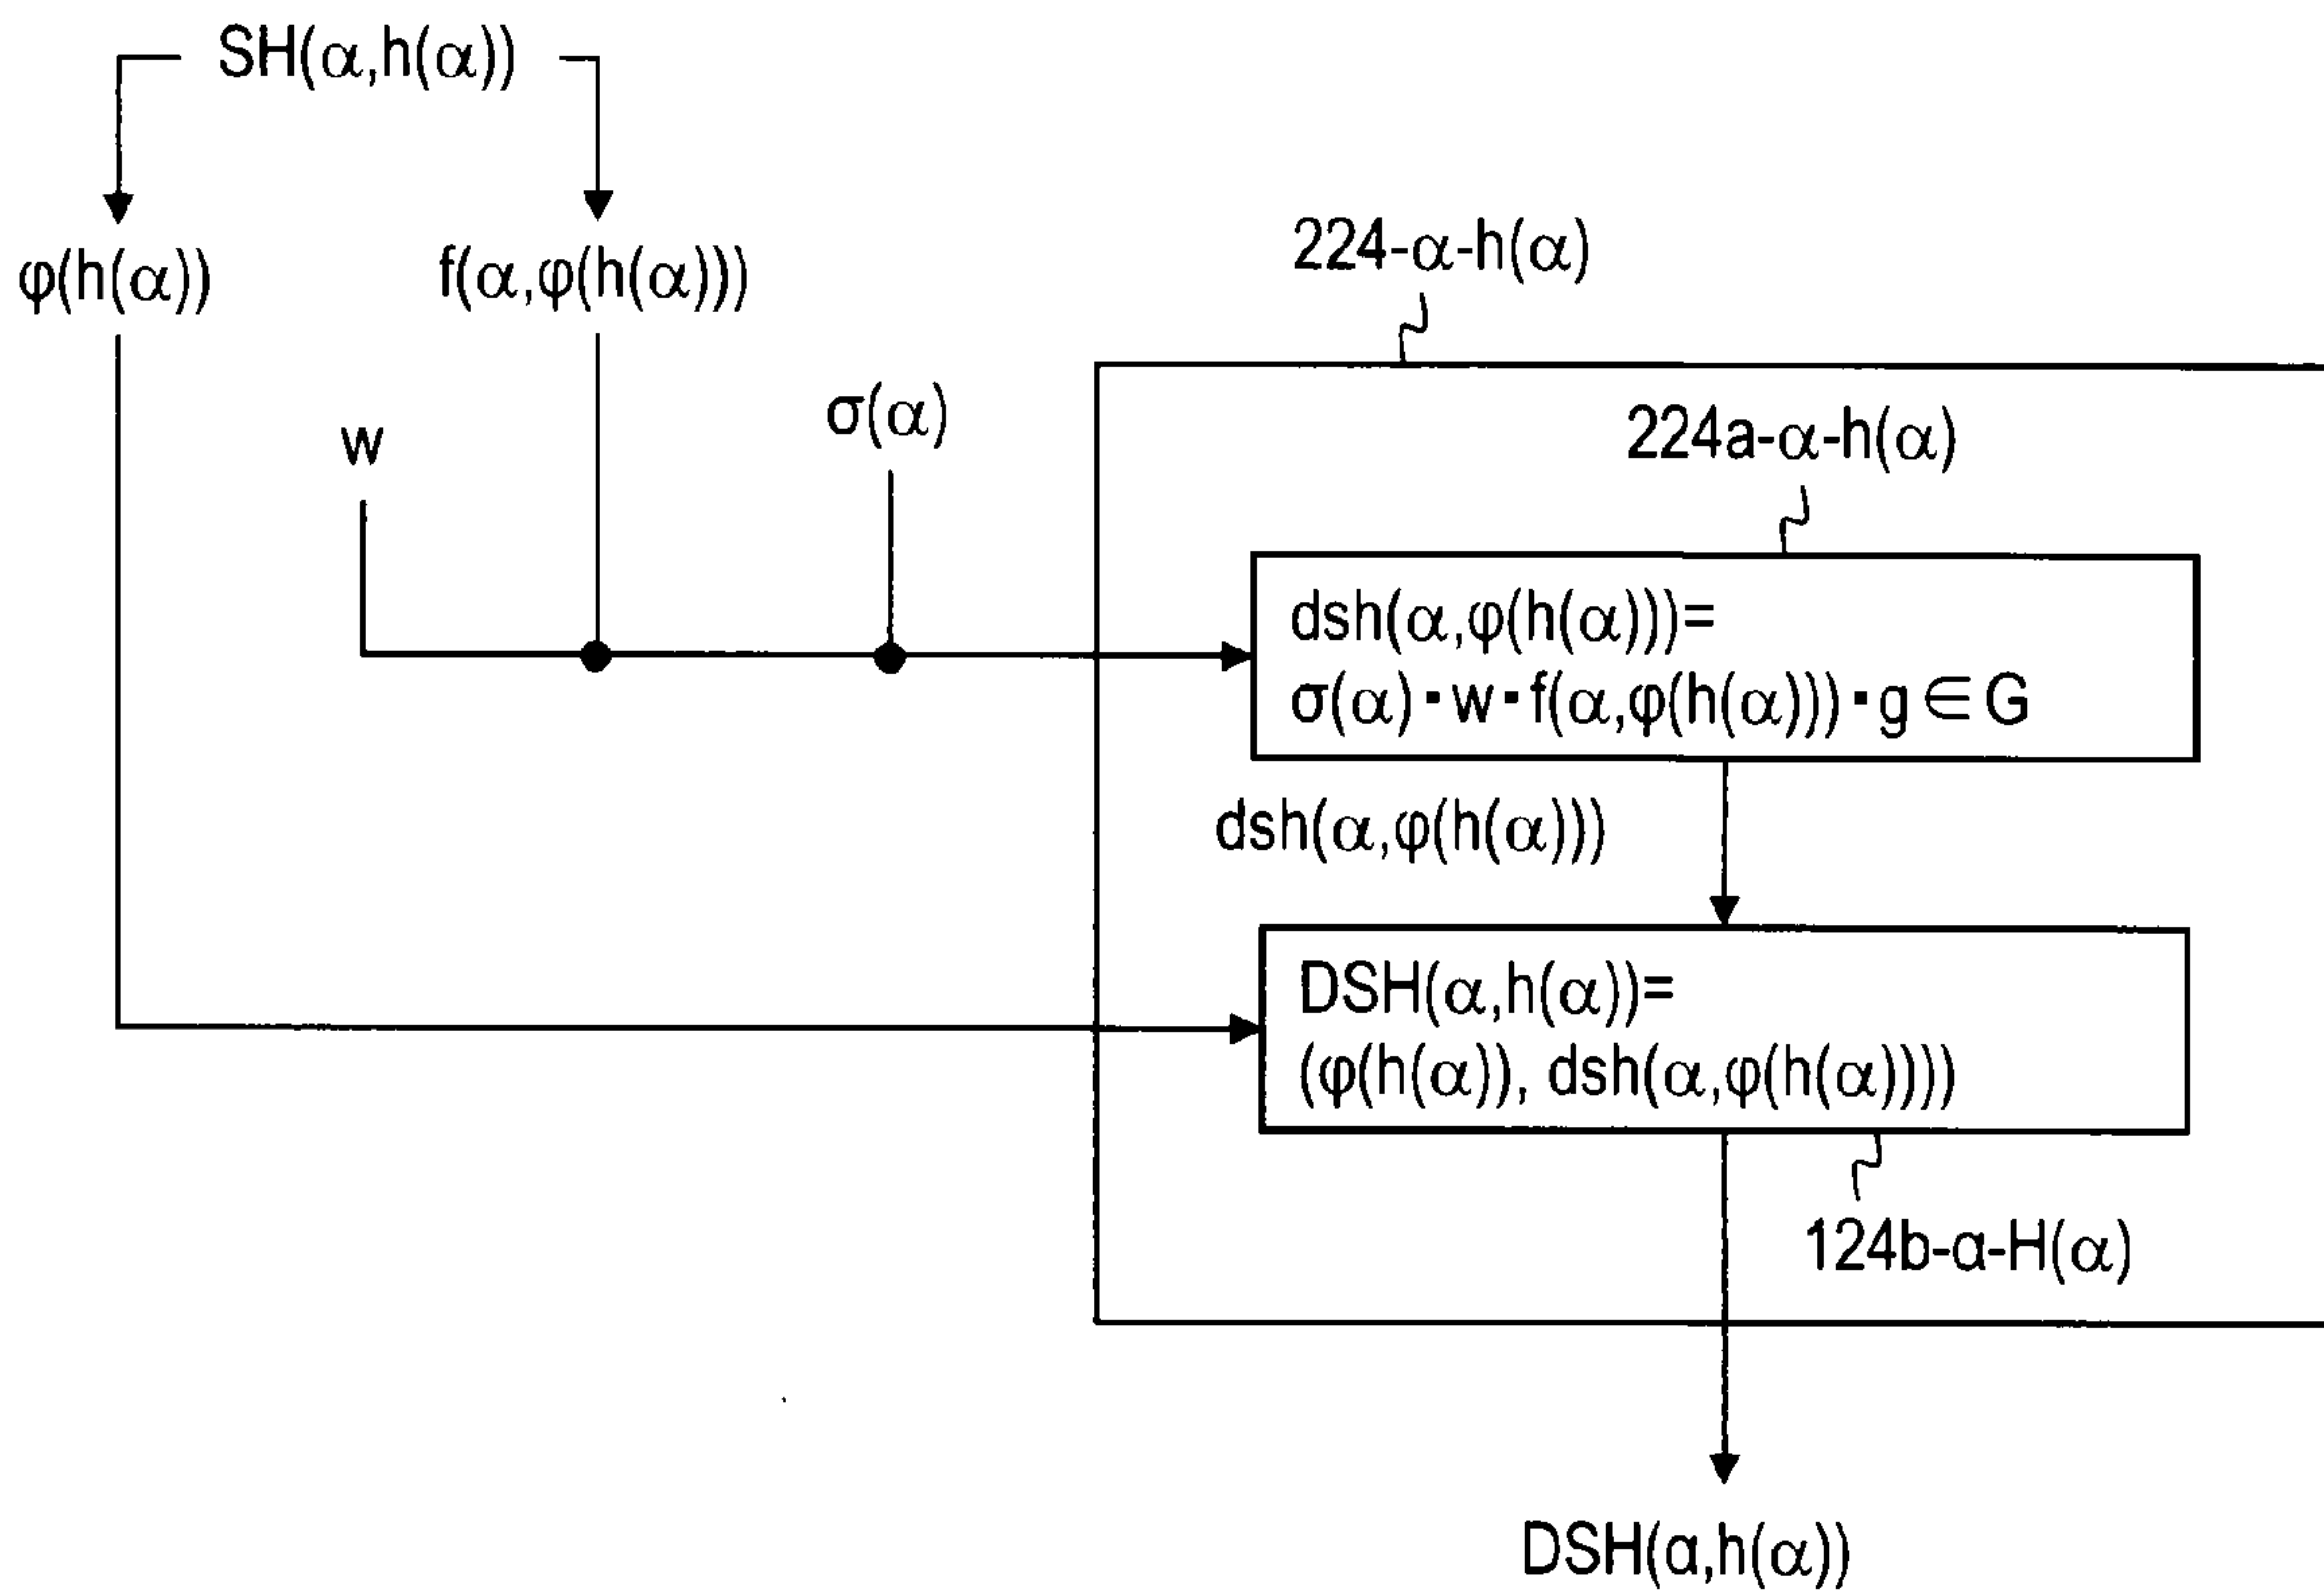 SH(α,h(α))
φ(h(α))
f(α,φ(h(α)))
w
σ(α)
224-α-h(α)
224a-α-h(α)
dsh(α,φ(h(α)))=
σ(α)・w・f(α,φ(h(α)))・g∈G
dsh(α,φ(h(α)))
DSH(α,h(α))=
(φ(h(α)), dsh(α,φ(h(α))))
124b-α-H(α)
DSH(α,h(α))